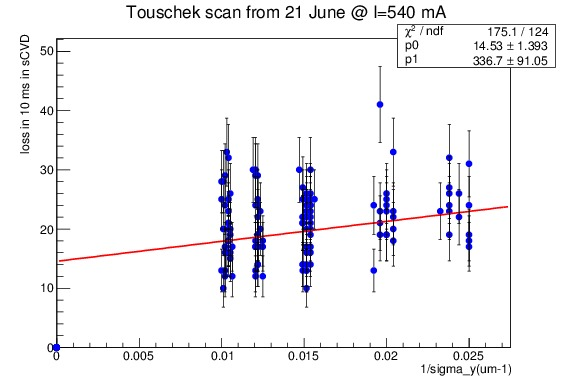 Touschek scan from 21 June @ I=540 mA
χ² / ndf 175.1 / 124
p0 14.53 ± 1.393
p1 336.7 ± 91.05
loss in 10 ms in sCVD
50
40
30
20
10
0
0 0.005 0.01 0.015 0.02 0.025
1/sigma_y(um-1)